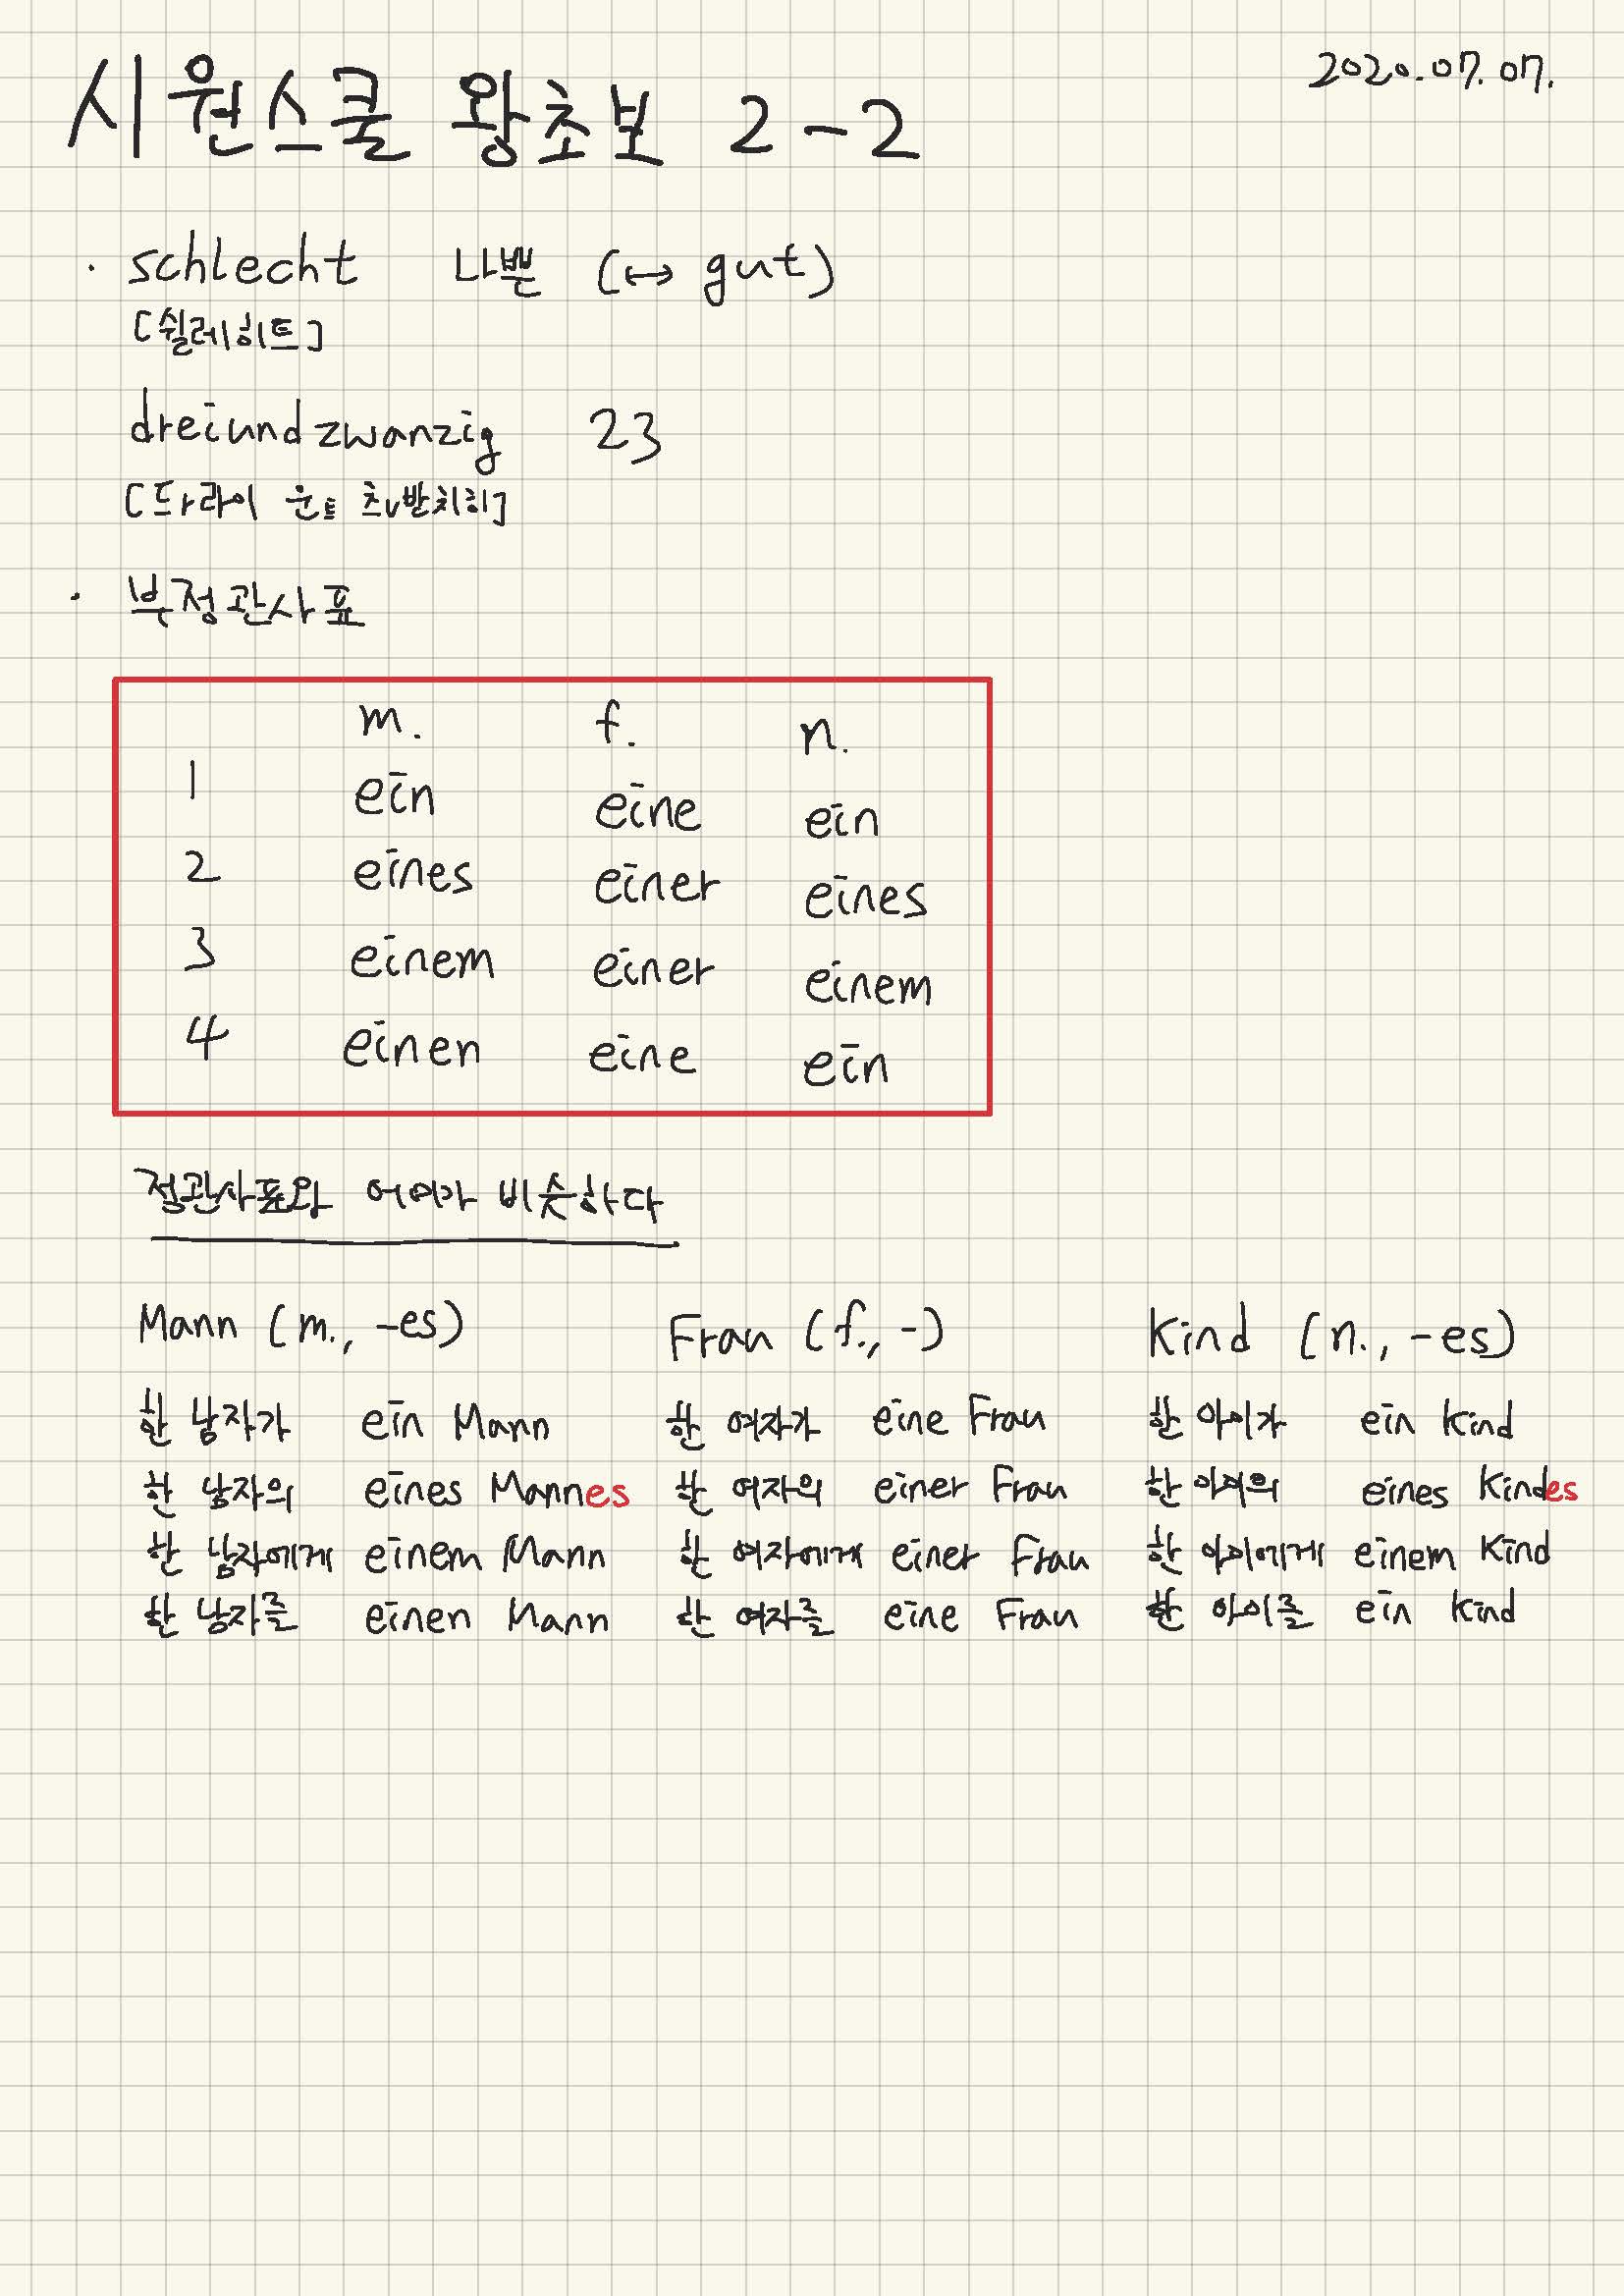 시원스쿨 왕초보 2-2
2020.07.07.
· schlecht 나쁜 (↔ gut)
[쉴레히트]
dreiundzwanzig 23
[드라이 운트 츠반치히]
· 부정관사표
m. f. n.
1 ein eine ein
2 eines einer eines
3 einem einer einem
4 einen eine ein
정관사표와 어미가 비슷하다
Mann (m., -es) Frau (f., -) Kind (n., -es)
한 남자가 ein Mann 한 여자가 eine Frau 한 아이가 ein Kind
한 남자의 eines Mannes 한 여자의 einer Frau 한 아이의 eines Kindes
한 남자에게 einem Mann 한 여자에게 einer Frau 한 아이에게 einem Kind
한 남자를 einen Mann 한 여자를 eine Frau 한 아이를 ein Kind